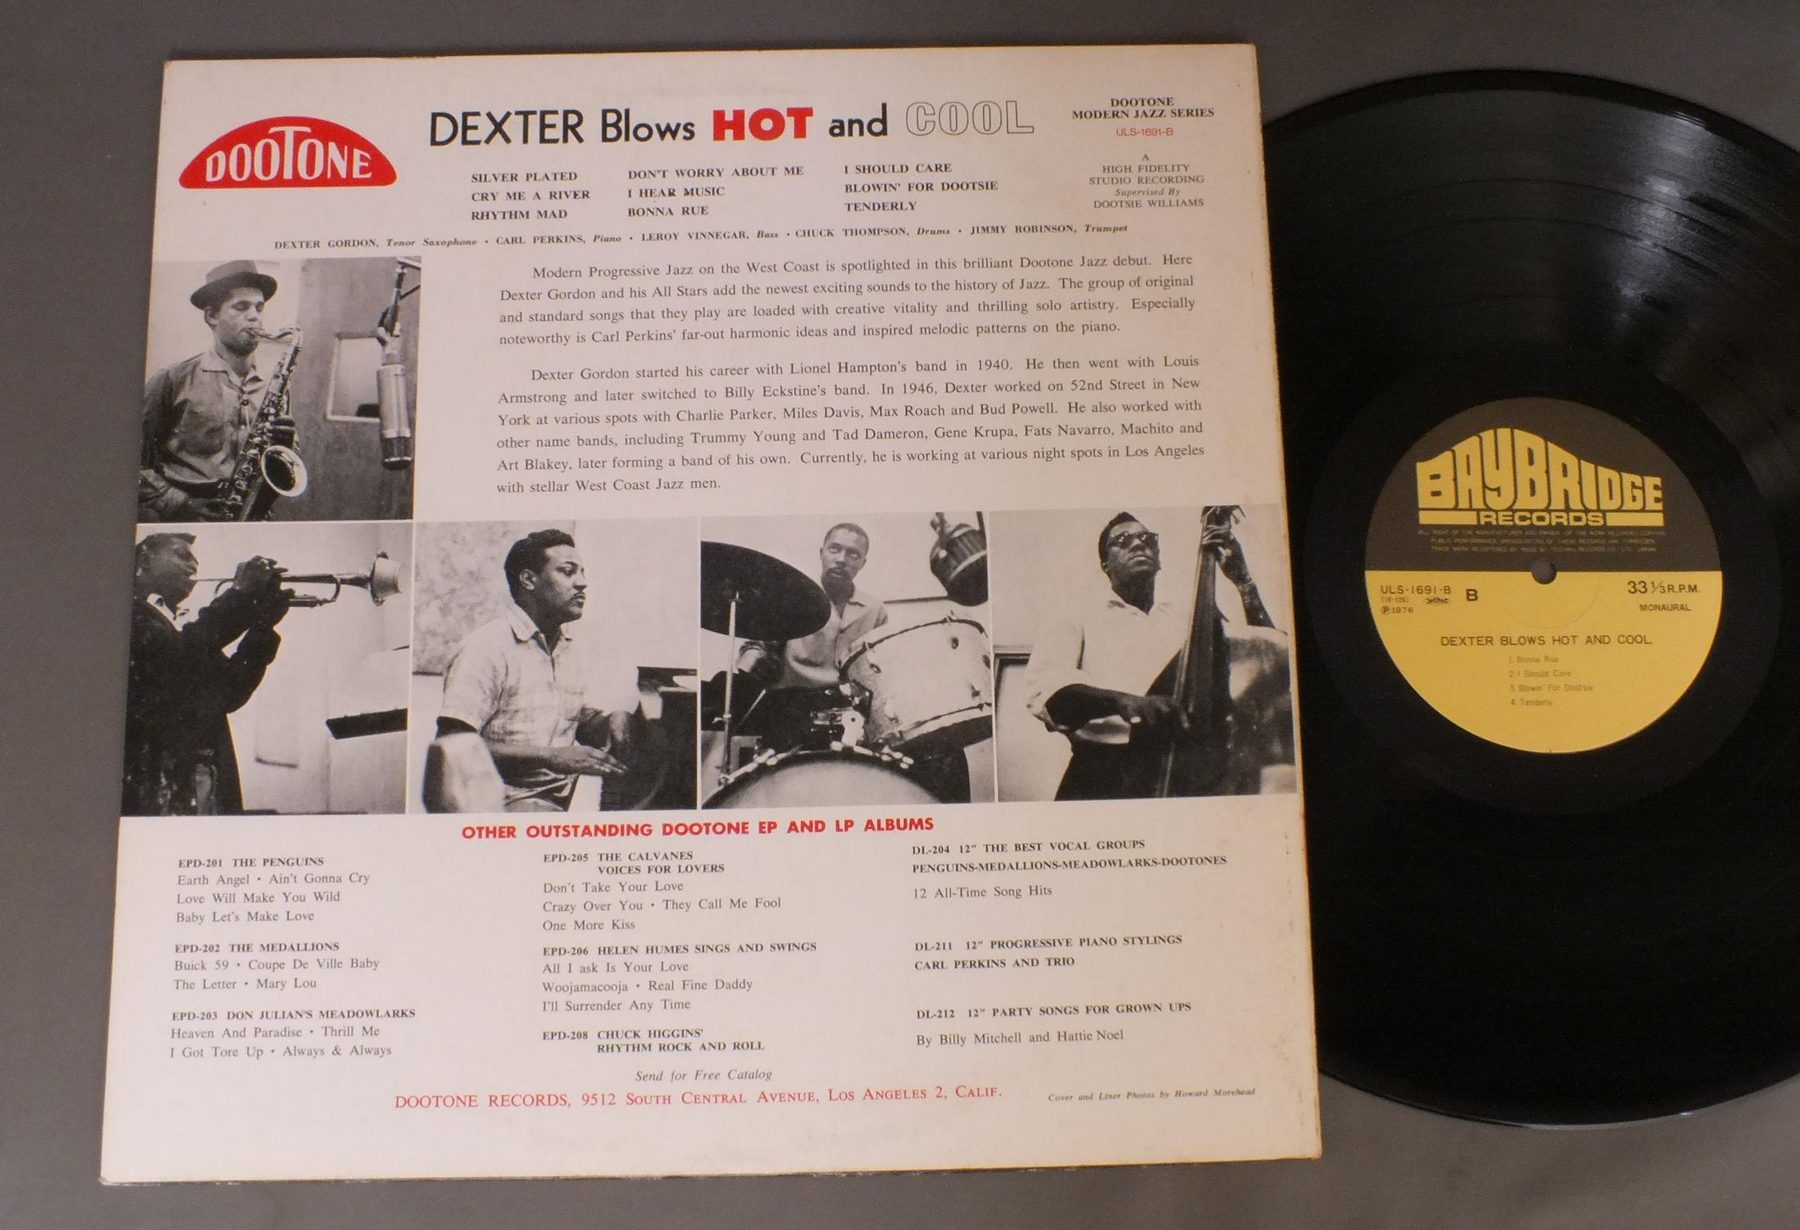 DOOTONE
DEXTER Blows HOT and COOL
DOOTONE
MODERN JAZZ SERIES
ULS-1691-B
A
HIGH FIDELITY
STUDIO RECORDING
Supervised By
DOOTSIE WILLIAMS
SILVER PLATED
CRY ME A RIVER
RHYTHM MAD
DON'T WORRY ABOUT ME
I HEAR MUSIC
BONNA RUE
I SHOULD CARE
BLOWIN' FOR DOOTSIE
TENDERLY
DEXTER GORDON, Tenor Saxophone • CARL PERKINS, Piano • LEROY VINNEGAR, Bass • CHUCK THOMPSON, Drums • JIMMY ROBINSON, Trumpet
Modern Progressive Jazz on the West Coast is spotlighted in this brilliant Dootone Jazz debut. Here
Dexter Gordon and his All Stars add the newest exciting sounds to the history of Jazz. The group of original
and standard songs that they play are loaded with creative vitality and thrilling solo artistry. Especially
noteworthy is Carl Perkins' far-out harmonic ideas and inspired melodic patterns on the piano.
Dexter Gordon started his career with Lionel Hampton's band in 1940. He then went with Louis
Armstrong and later switched to Billy Eckstine's band. In 1946, Dexter worked on 52nd Street in New
York at various spots with Charlie Parker, Miles Davis, Max Roach and Bud Powell. He also worked with
other name bands, including Trummy Young and Tad Dameron, Gene Krupa, Fats Navarro, Machito and
Art Blakey, later forming a band of his own. Currently, he is working at various night spots in Los Angeles
with stellar West Coast Jazz men.
OTHER OUTSTANDING DOOTONE EP AND LP ALBUMS
EPD-201 THE PENGUINS
Earth Angel • Ain't Gonna Cry
Love Will Make You Wild
Baby Let's Make Love
EPD-202 THE MEDALLIONS
Buick 59 • Coupe De Ville Baby
The Letter • Mary Lou
EPD-203 DON JULIAN'S MEADOWLARKS
Heaven And Paradise • Thrill Me
I Got Tore Up • Always & Always
EPD-205 THE CALVANES
VOICES FOR LOVERS
Don't Take Your Love
Crazy Over You • They Call Me Fool
One More Kiss
EPD-206 HELEN HUMES SINGS AND SWINGS
All I ask Is Your Love
Woojamacooja • Real Fine Daddy
I'll Surrender Any Time
EPD-208 CHUCK HIGGINS'
RHYTHM ROCK AND ROLL
DL-204 12" THE BEST VOCAL GROUPS
PENGUINS-MEDALLIONS-MEADOWLARKS-DOOTONES
12 All-Time Song Hits
DL-211 12" PROGRESSIVE PIANO STYLINGS
CARL PERKINS AND TRIO
DL-212 12" PARTY SONGS FOR GROWN UPS
By Billy Mitchell and Hattie Noel
Send for Free Catalog
DOOTONE RECORDS, 9512 SOUTH CENTRAL AVENUE, LOS ANGELES 2, CALIF.
Cover and Liner Photos by Howard Morehead
BAYBRIDGE
RECORDS
ULS-1691-B
℗1976
B
33 1/3 R.P.M.
MONAURAL
DEXTER BLOWS HOT AND COOL
1. Bonna Rue
2. I Should Care
3. Blowin' For Dootsie
4. Tenderly